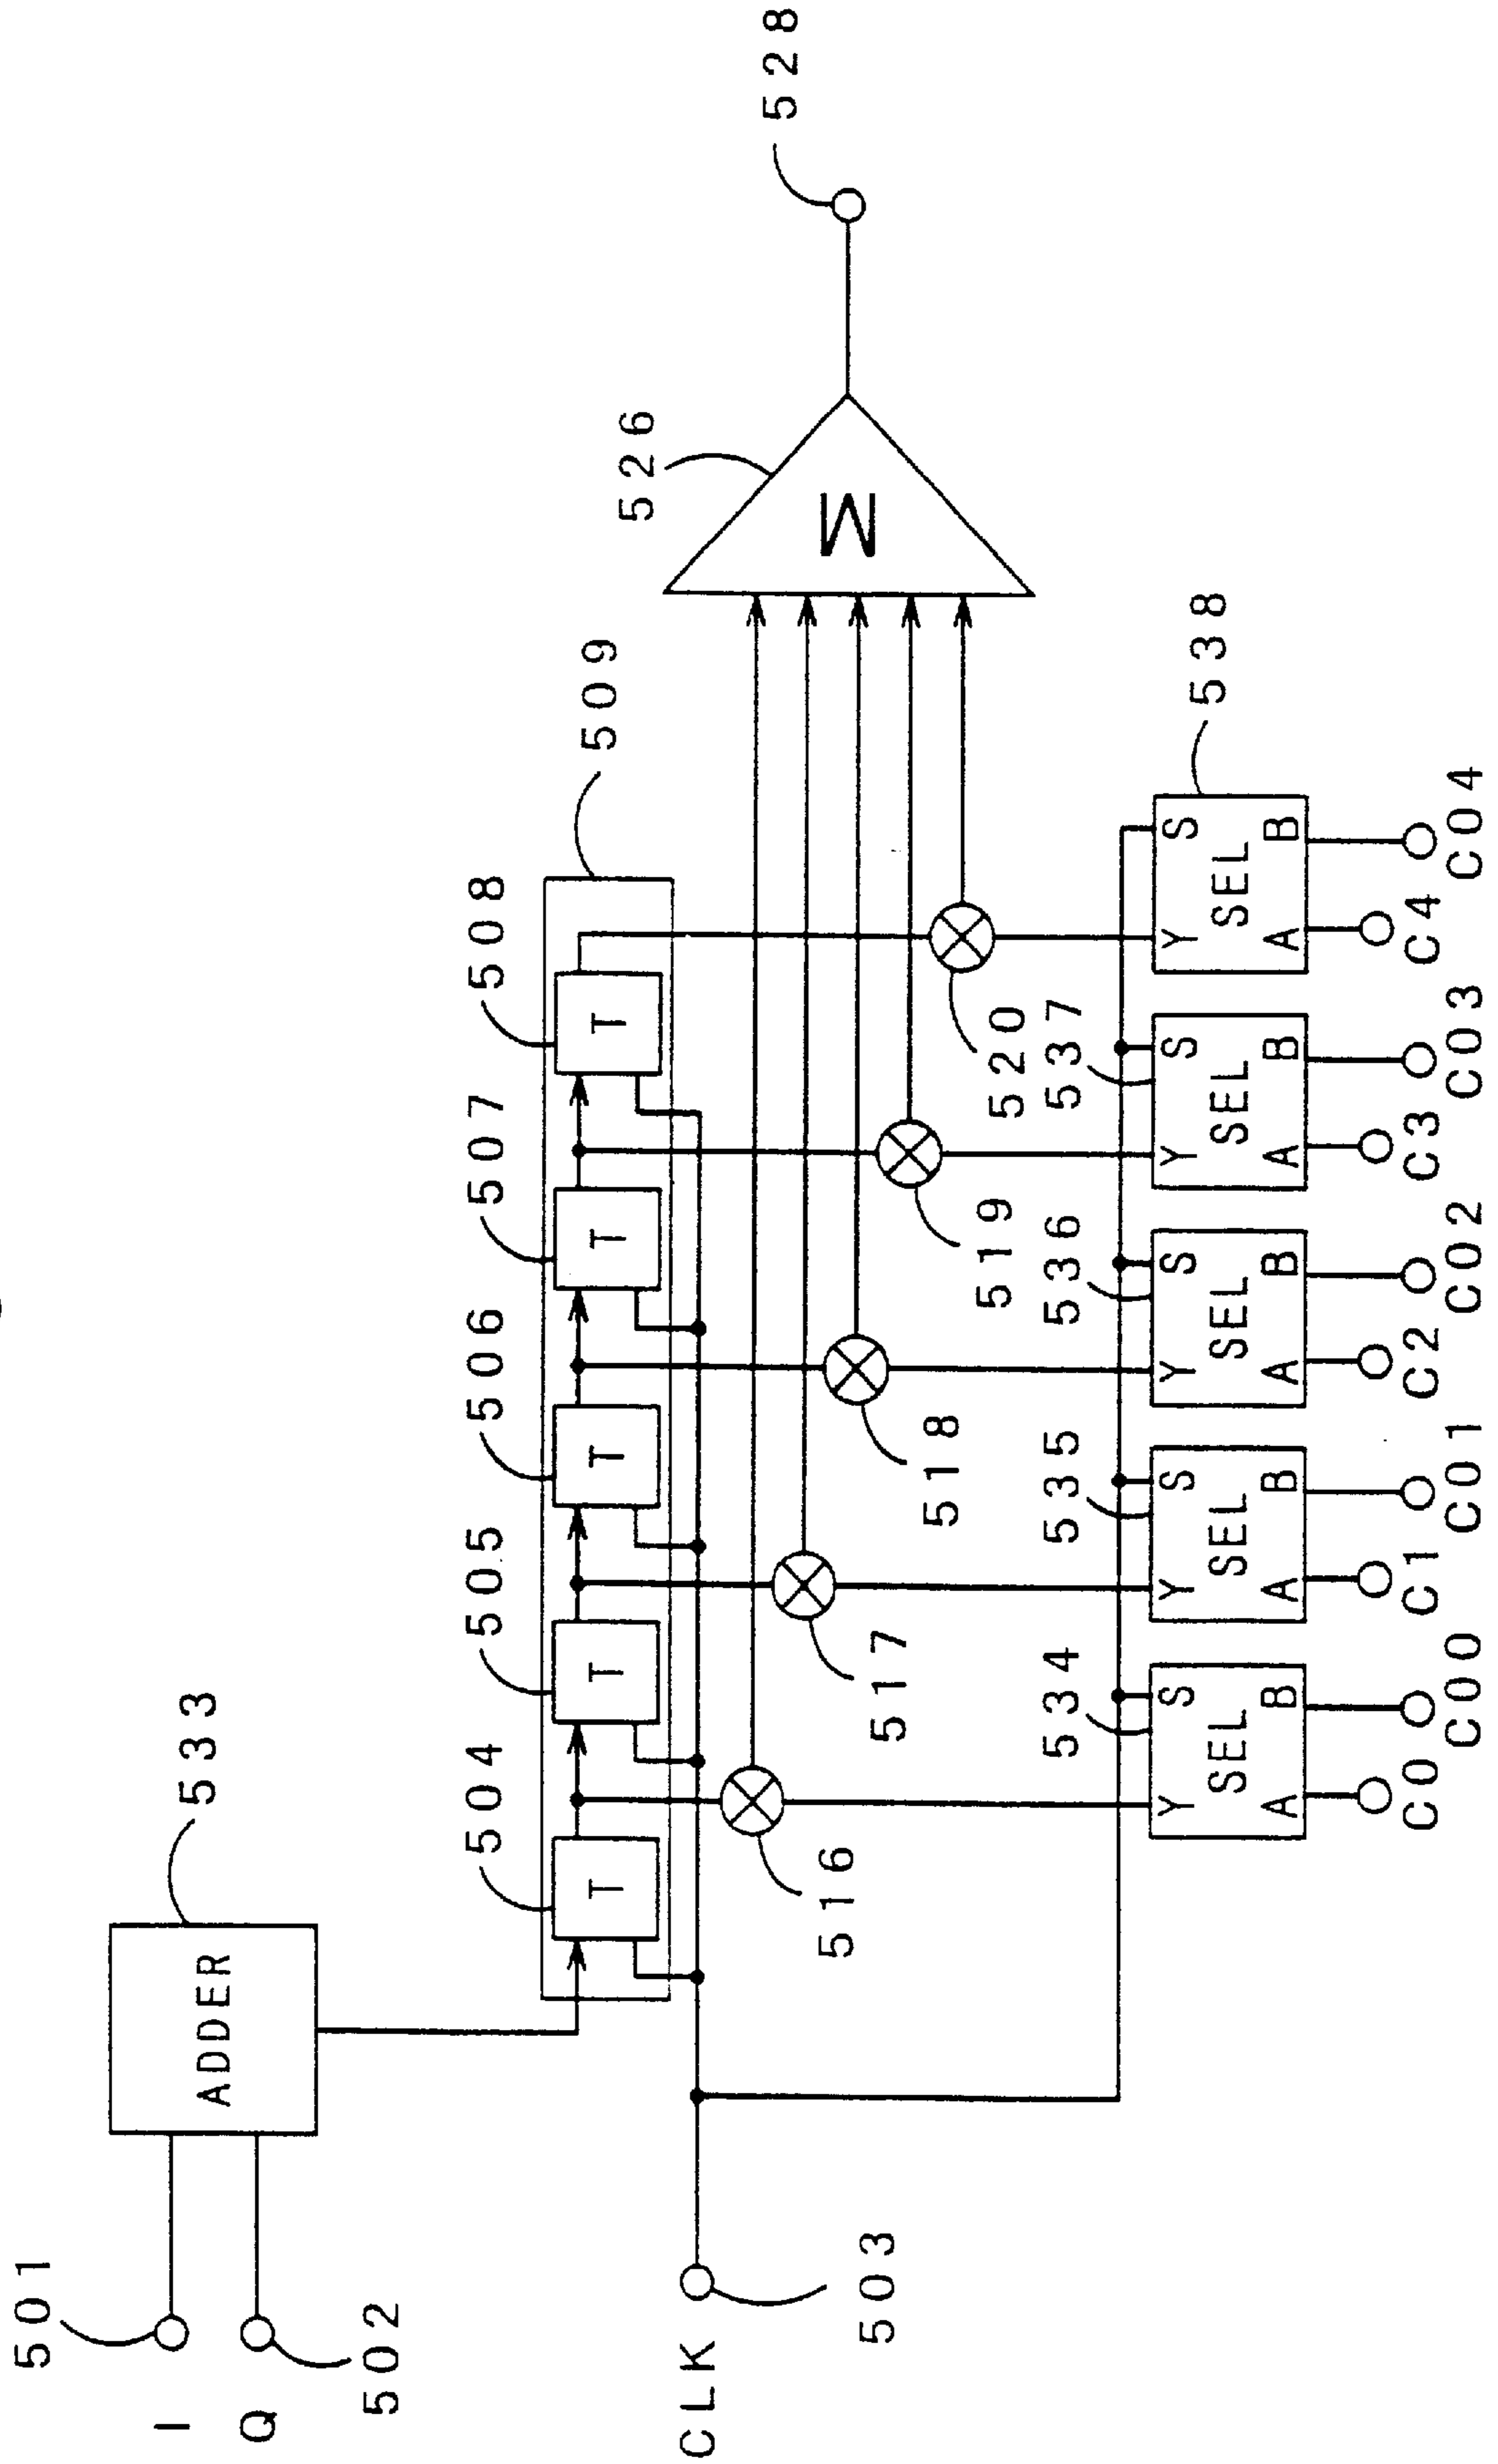 501
I
ADDER
533
Q
502
504 505 506 507 508
509
T T T T T
CLK
503
516
517
518
519
520
526
Σ
528
534 535 536 537 538
Y S Y S Y S Y S Y S
SEL SEL SEL SEL SEL
A B A B A B A B A B
C0 C1 C2 C3 C4
C00 C01 C02 C03 C04